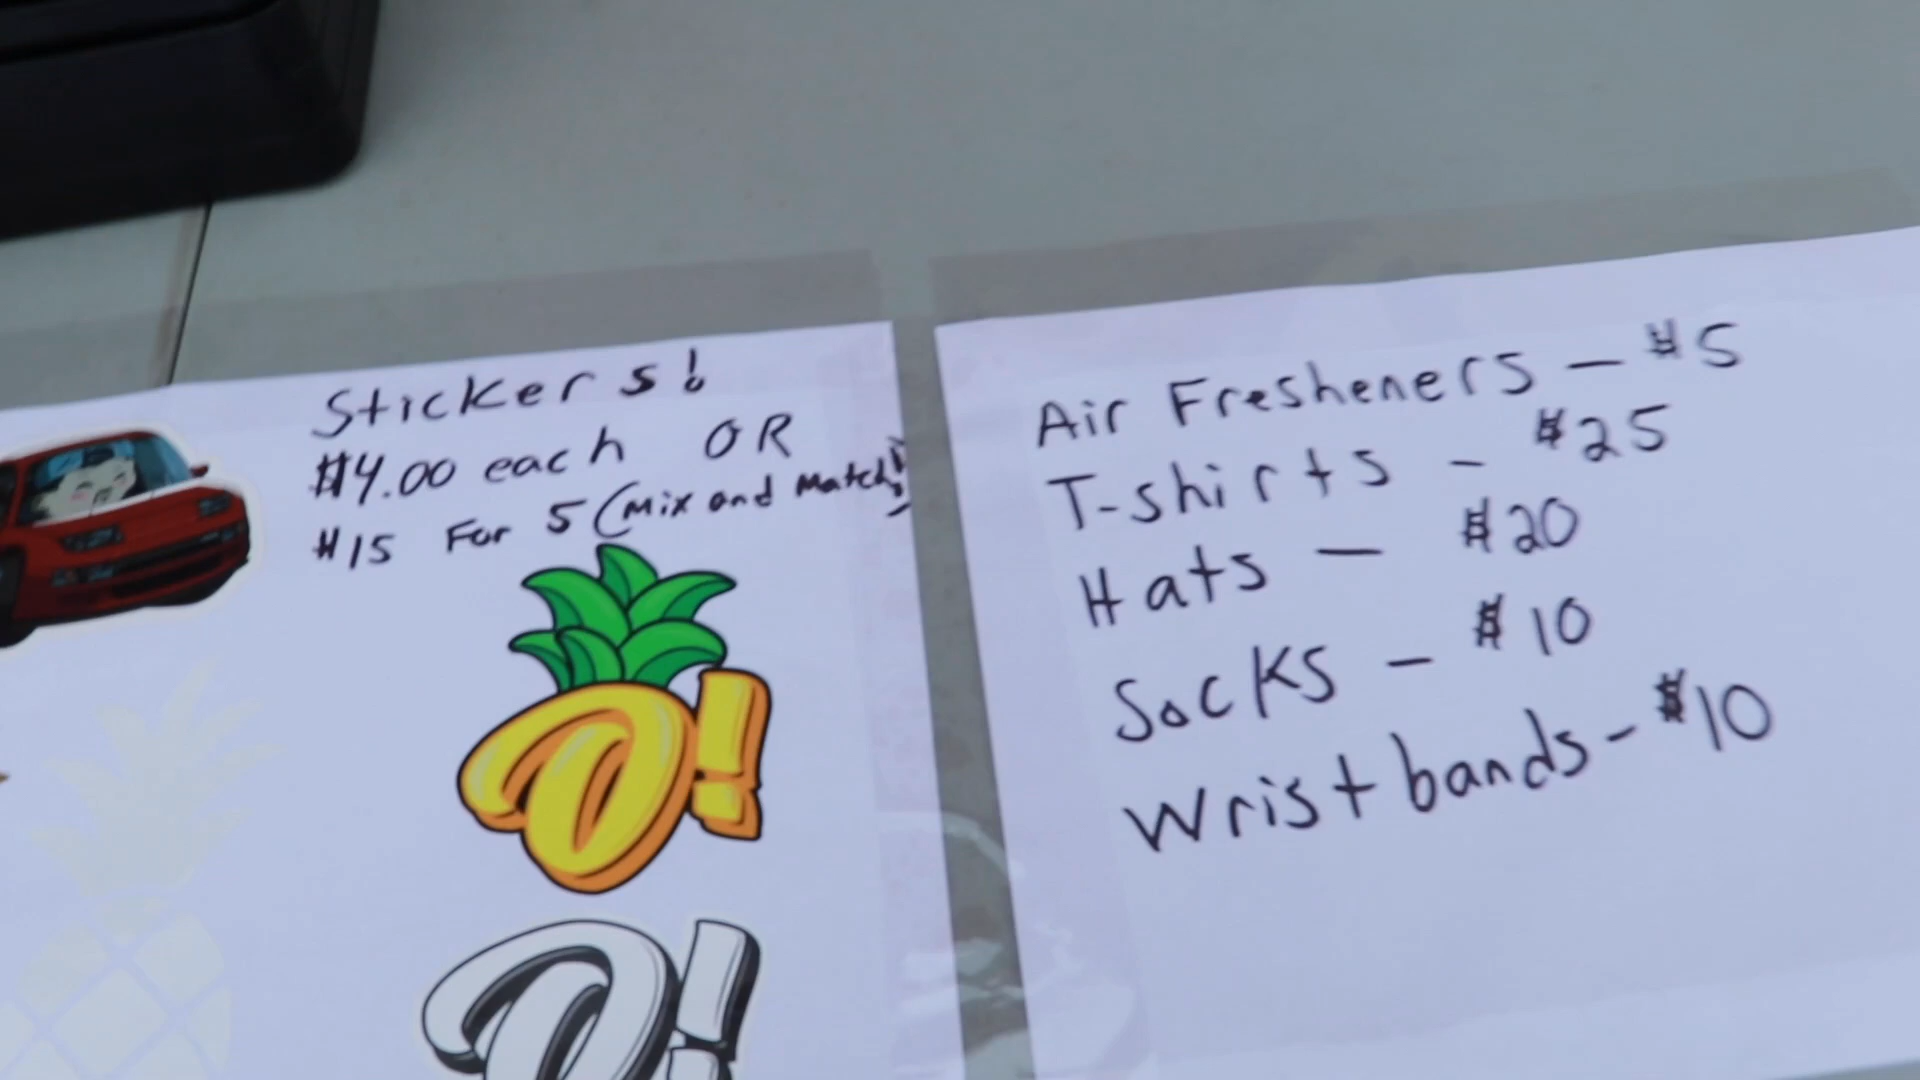 Stickers!
$4.00 each OR
$15 For 5 (Mix and Match!)
Air Fresheners - $5
T-shirts - $25
Hats - $20
Socks - $10
Wristbands - $10